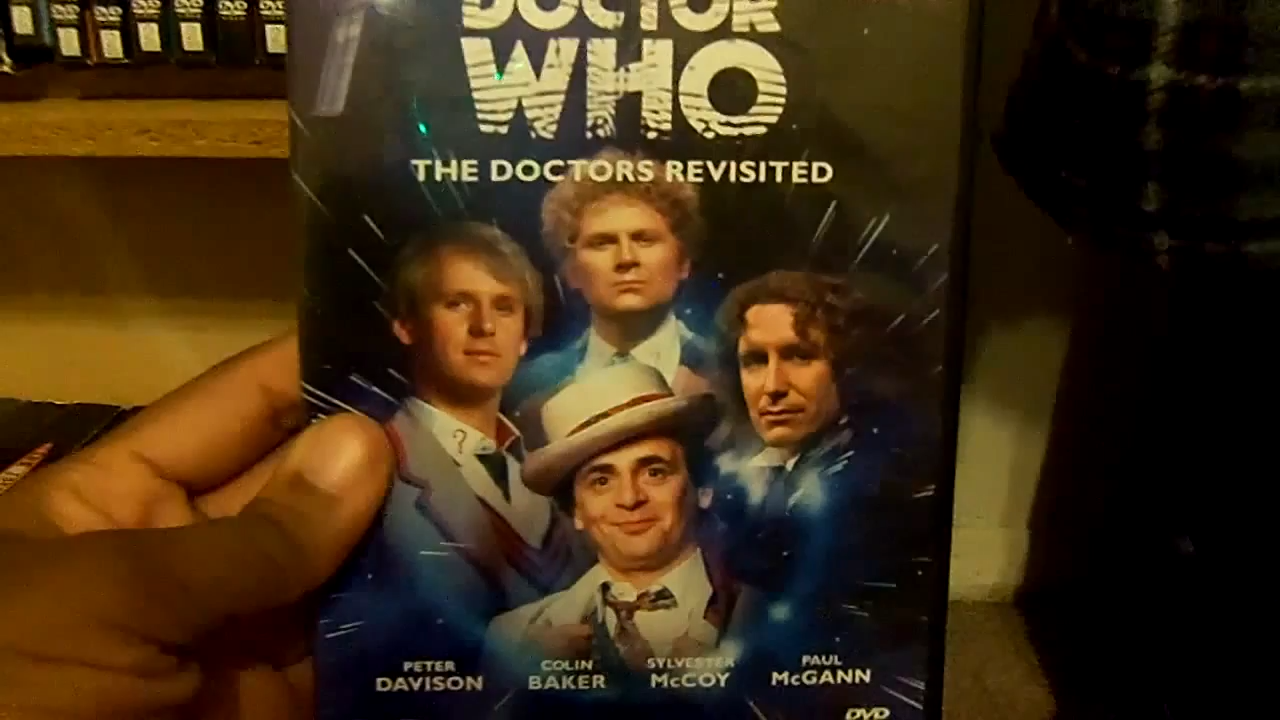 DOCTOR
WHO
THE DOCTORS REVISITED
?
PETER COLIN SYLVESTER PAUL
DAVISON BAKER McCOY McGANN
DVD